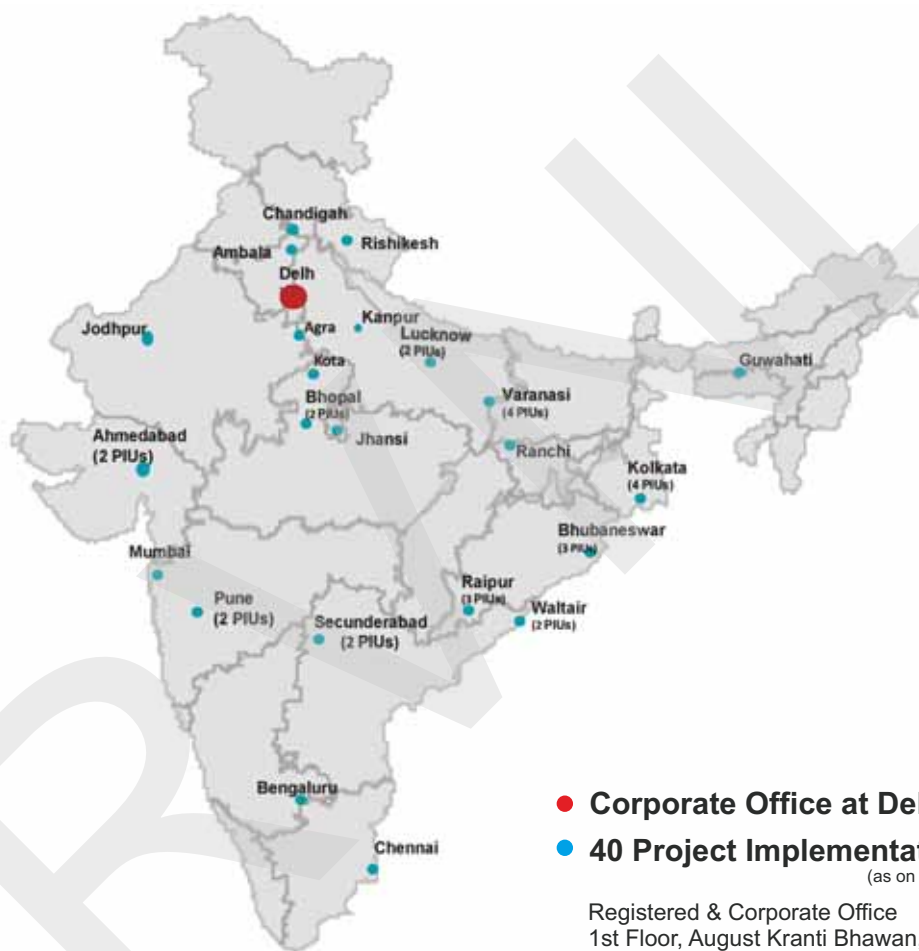 Chandigah
Ambala
Rishikesh
Delh
Jodhpur
Agra
Kanpur
Lucknow
(2 PIUs)
Guwahati
Kota
Bhopal
(2 PIUs)
Jhansi
Varanasi
(4 PIUs)
Ahmedabad
(2 PIUs)
Ranchi
Kolkata
(4 PIUs)
Bhubaneswar
(3 PIUs)
Mumbai
Pune
(2 PIUs)
Raipur
Secunderabad
(2 PIUs)
Waltair
(2 PIUs)
Bengaluru
Chennai
Corporate Office at Del
40 Project Implementat
(as on
Registered & Corporate Office
1st Floor, August Kranti Bhawan